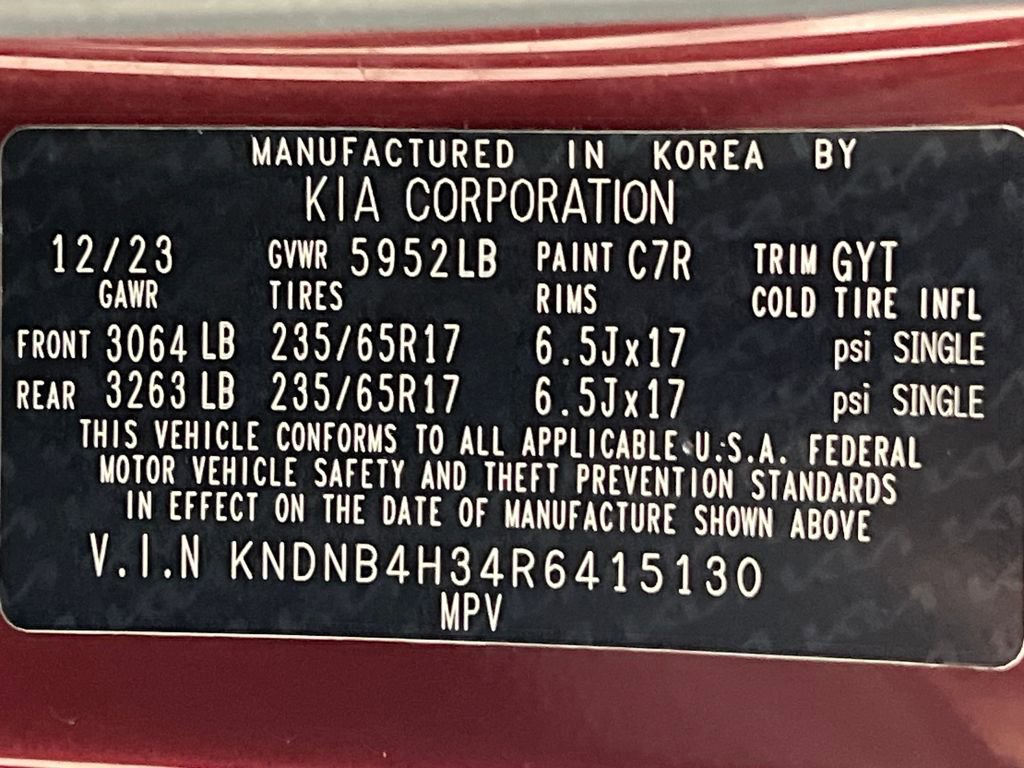 MANUFACTURED IN KOREA BY
KIA CORPORATION
12/23 GVWR 5952LB PAINT C7R TRIM GYT
GAWR TIRES RIMS COLD TIRE INFL
FRONT 3064 LB 235/65R17 6.5Jx17 psi SINGLE
REAR 3263 LB 235/65R17 6.5Jx17 psi SINGLE
THIS VEHICLE CONFORMS TO ALL APPLICABLE U.S.A. FEDERAL
MOTOR VEHICLE SAFETY AND THEFT PREVENTION STANDARDS
IN EFFECT ON THE DATE OF MANUFACTURE SHOWN ABOVE
V.I.N KNDNB4H34R6415130
MPV